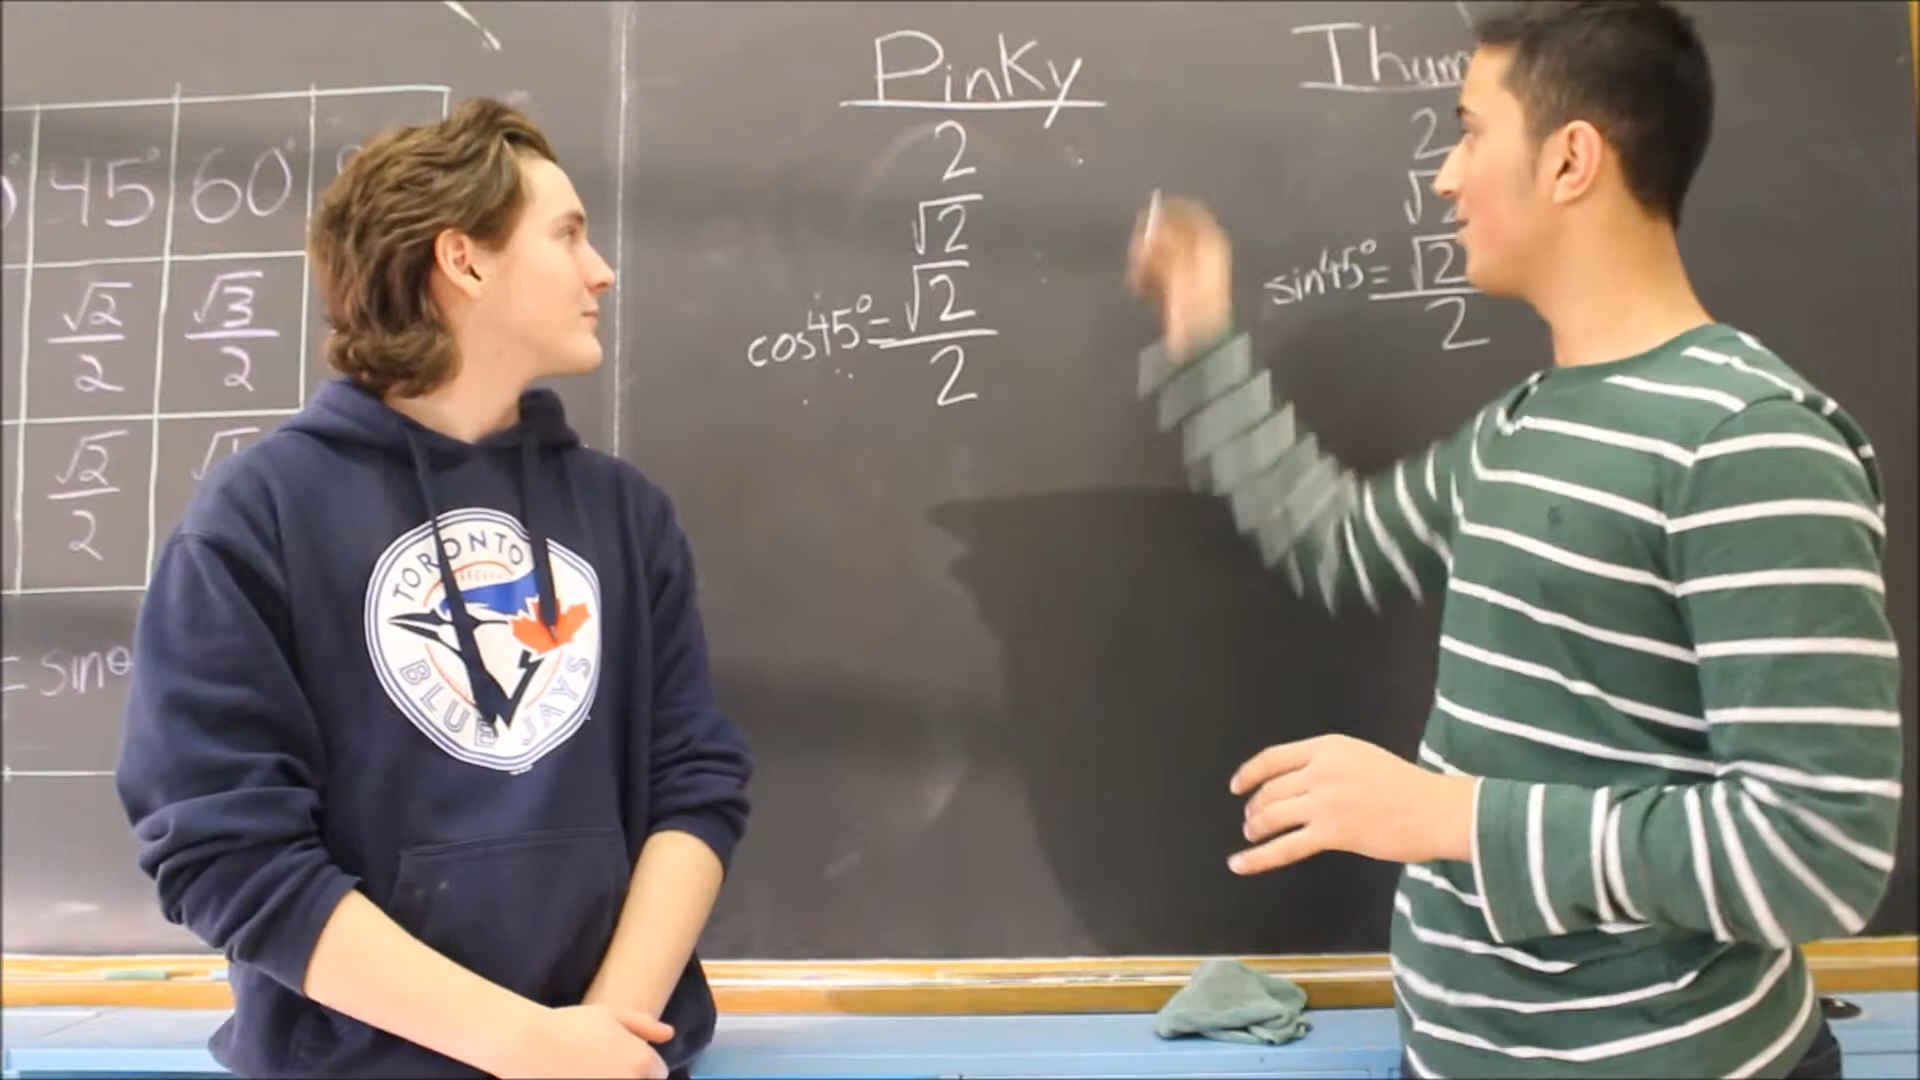 Pinky
2
√2
cos45°=√2
2
Thum
2
√2
sin45°=√2
2
45° 60°
√2/2 √3/2
√2/2
= sinθ
TORONTO
BLUE JAYS